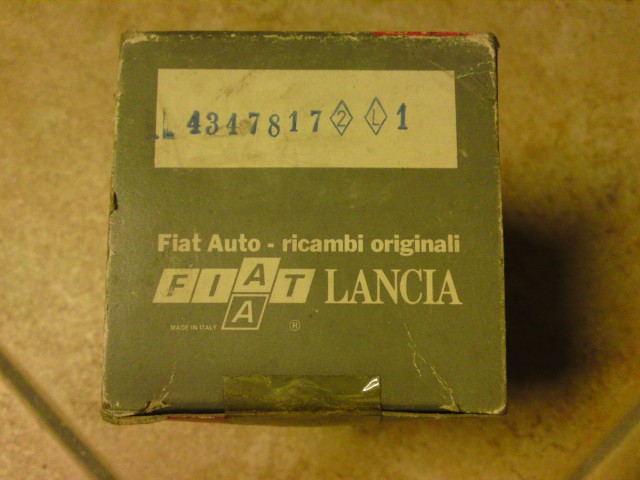 L 4347817 2 L 1
Fiat Auto - ricambi originali
FIAT LANCIA
A
MADE IN ITALY ®